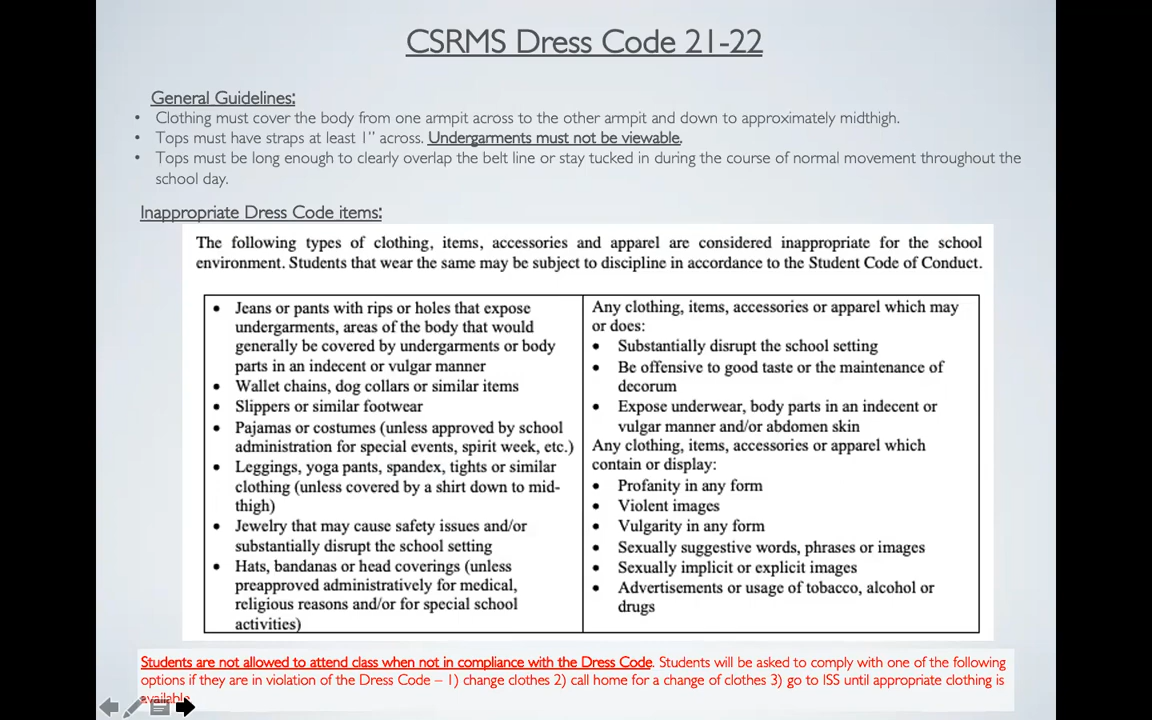 CSRMS Dress Code 21-22
General Guidelines:
• Clothing must cover the body from one armpit across to the other armpit and down to approximately midthigh.
• Tops must have straps at least 1" across. Undergarments must not be viewable.
• Tops must be long enough to clearly overlap the belt line or stay tucked in during the course of normal movement throughout the
school day.
Inappropriate Dress Code items:
The following types of clothing, items, accessories and apparel are considered inappropriate for the school
environment. Students that wear the same may be subject to discipline in accordance to the Student Code of Conduct.
• Jeans or pants with rips or holes that expose
undergarments, areas of the body that would
generally be covered by undergarments or body
parts in an indecent or vulgar manner
• Wallet chains, dog collars or similar items
• Slippers or similar footwear
• Pajamas or costumes (unless approved by school
administration for special events, spirit week, etc.)
• Leggings, yoga pants, spandex, tights or similar
clothing (unless covered by a shirt down to mid-
thigh)
• Jewelry that may cause safety issues and/or
substantially disrupt the school setting
• Hats, bandanas or head coverings (unless
preapproved administratively for medical,
religious reasons and/or for special school
activities)
Any clothing, items, accessories or apparel which may
or does:
• Substantially disrupt the school setting
• Be offensive to good taste or the maintenance of
decorum
• Expose underwear, body parts in an indecent or
vulgar manner and/or abdomen skin
Any clothing, items, accessories or apparel which
contain or display:
• Profanity in any form
• Violent images
• Vulgarity in any form
• Sexually suggestive words, phrases or images
• Sexually implicit or explicit images
• Advertisements or usage of tobacco, alcohol or
drugs
Students are not allowed to attend class when not in compliance with the Dress Code. Students will be asked to comply with one of the following
options if they are in violation of the Dress Code – 1) change clothes 2) call home for a change of clothes 3) go to ISS until appropriate clothing is
available.